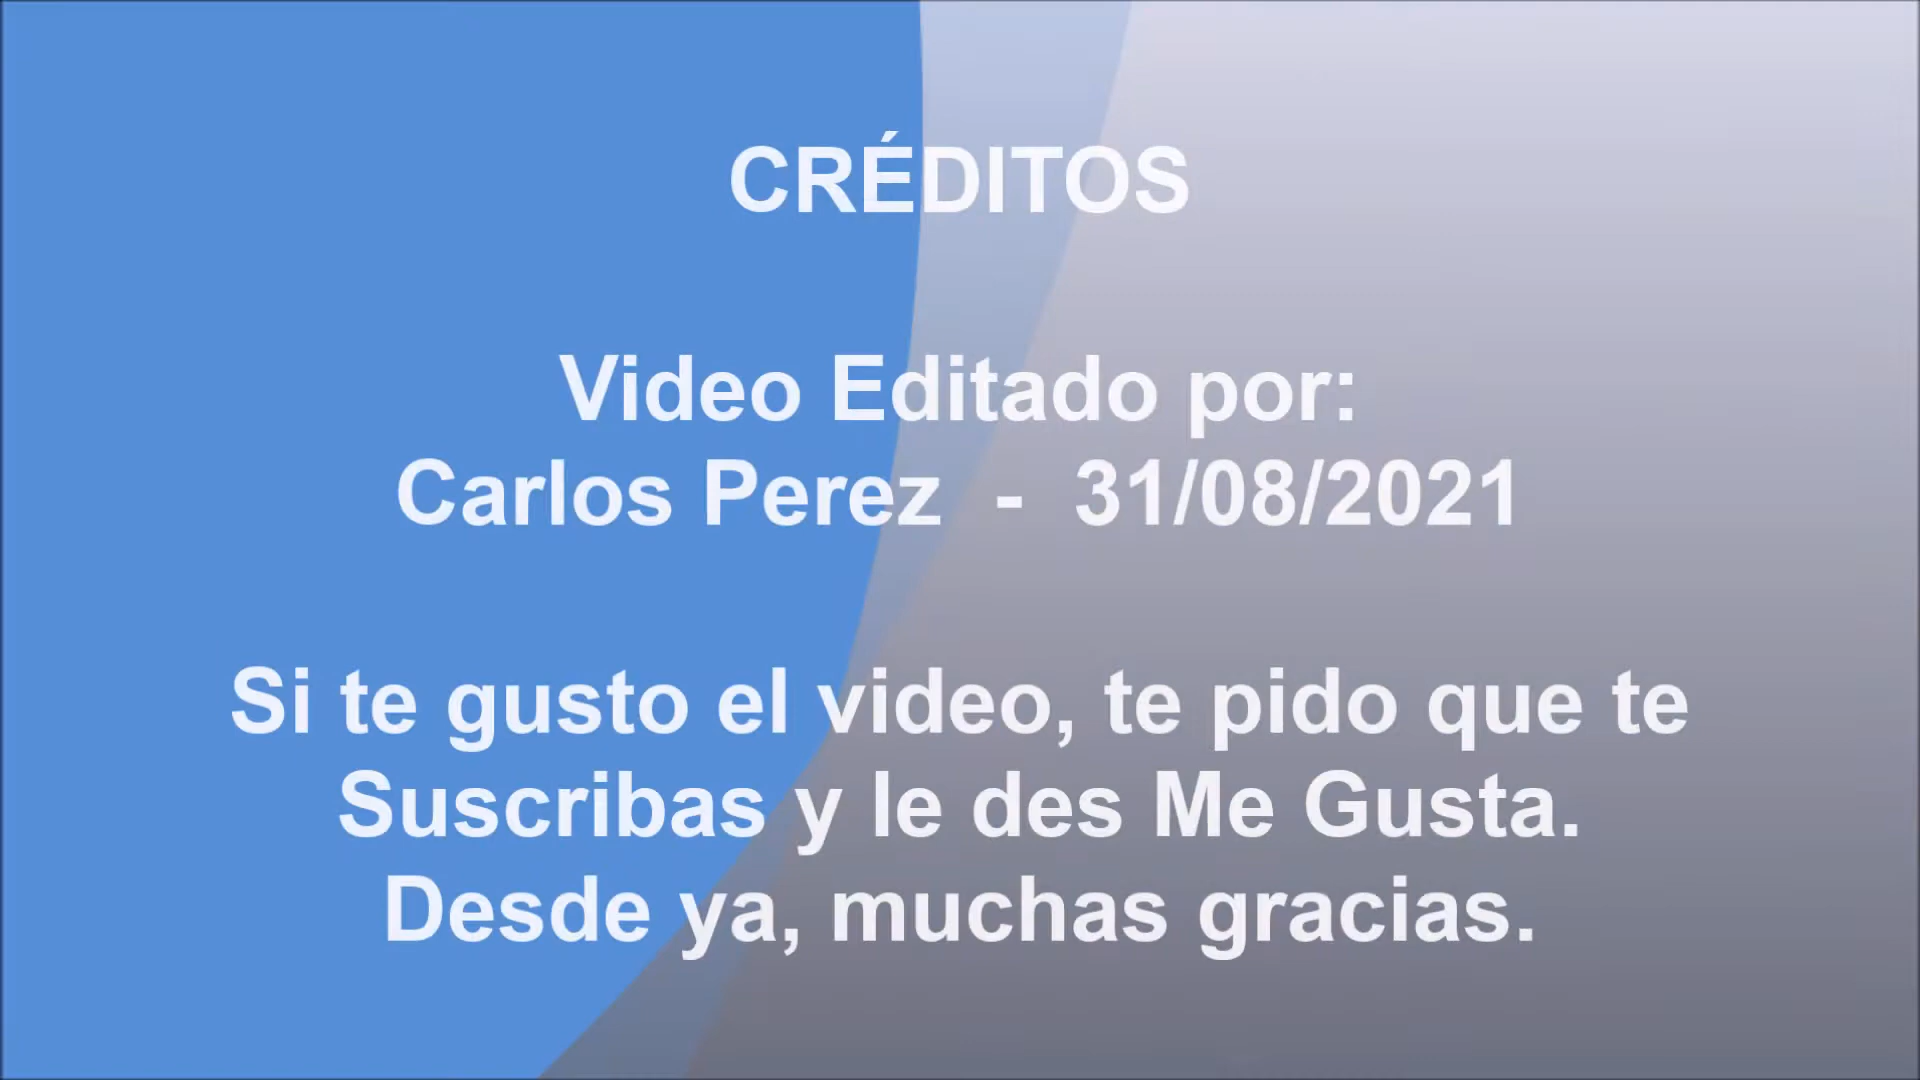 CRÉDITOS
Video Editado por:
Carlos Perez - 31/08/2021
Si te gusto el video, te pido que te
Suscribas y le des Me Gusta.
Desde ya, muchas gracias.